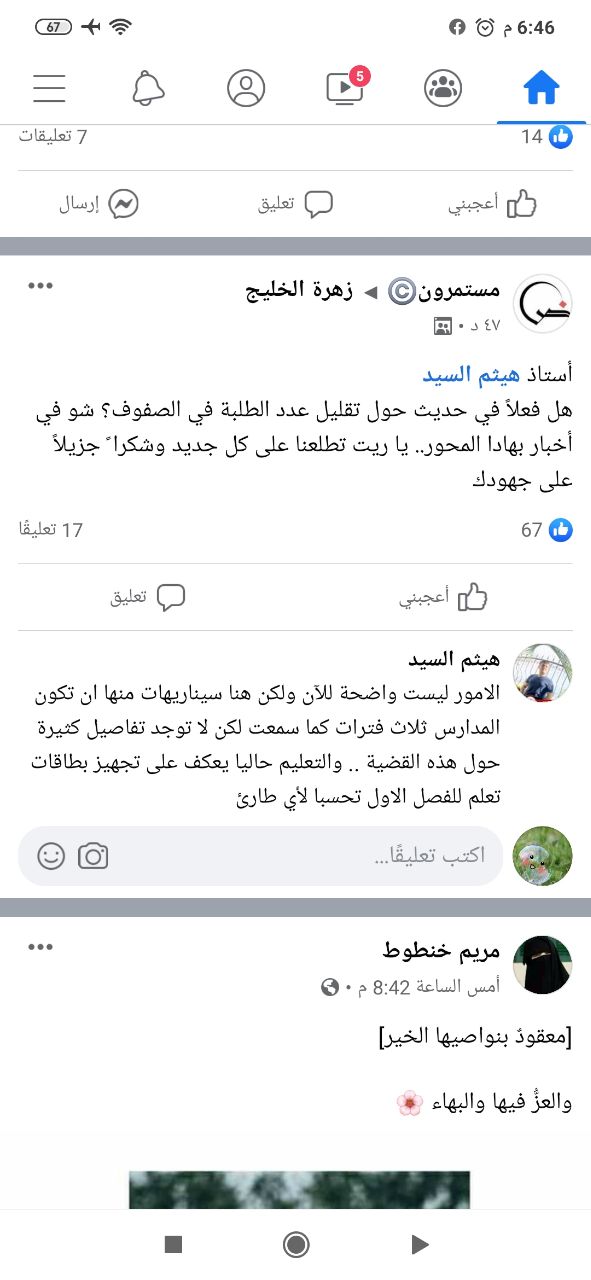 67
6:46 م
5
14
7 تعليقات
أعجبني
تعليق
إرسال
مستمرون© ◄ زهرة الخليج
٤٧ د •
أستاذ هيثم السيد
هل فعلاً في حديث حول تقليل عدد الطلبة في الصفوف؟ شو في
أخبار بهادا المحور.. يا ريت تطلعنا على كل جديد وشكرا ً جزيلاً
على جهودك
67
17 تعليقًا
أعجبني
تعليق
هيثم السيد
الامور ليست واضحة للآن ولكن هنا سيناريهات منها ان تكون
المدارس ثلاث فترات كما سمعت لكن لا توجد تفاصيل كثيرة
حول هذه القضية .. والتعليم حاليا يعكف على تجهيز بطاقات
تعلم للفصل الاول تحسبا لأي طارئ
اكتب تعليقًا...
مريم خنطوط
أمس الساعة 8:42 م •
[معقودٌ بنواصيها الخير]
والعزُّ فيها والبهاء 🌸